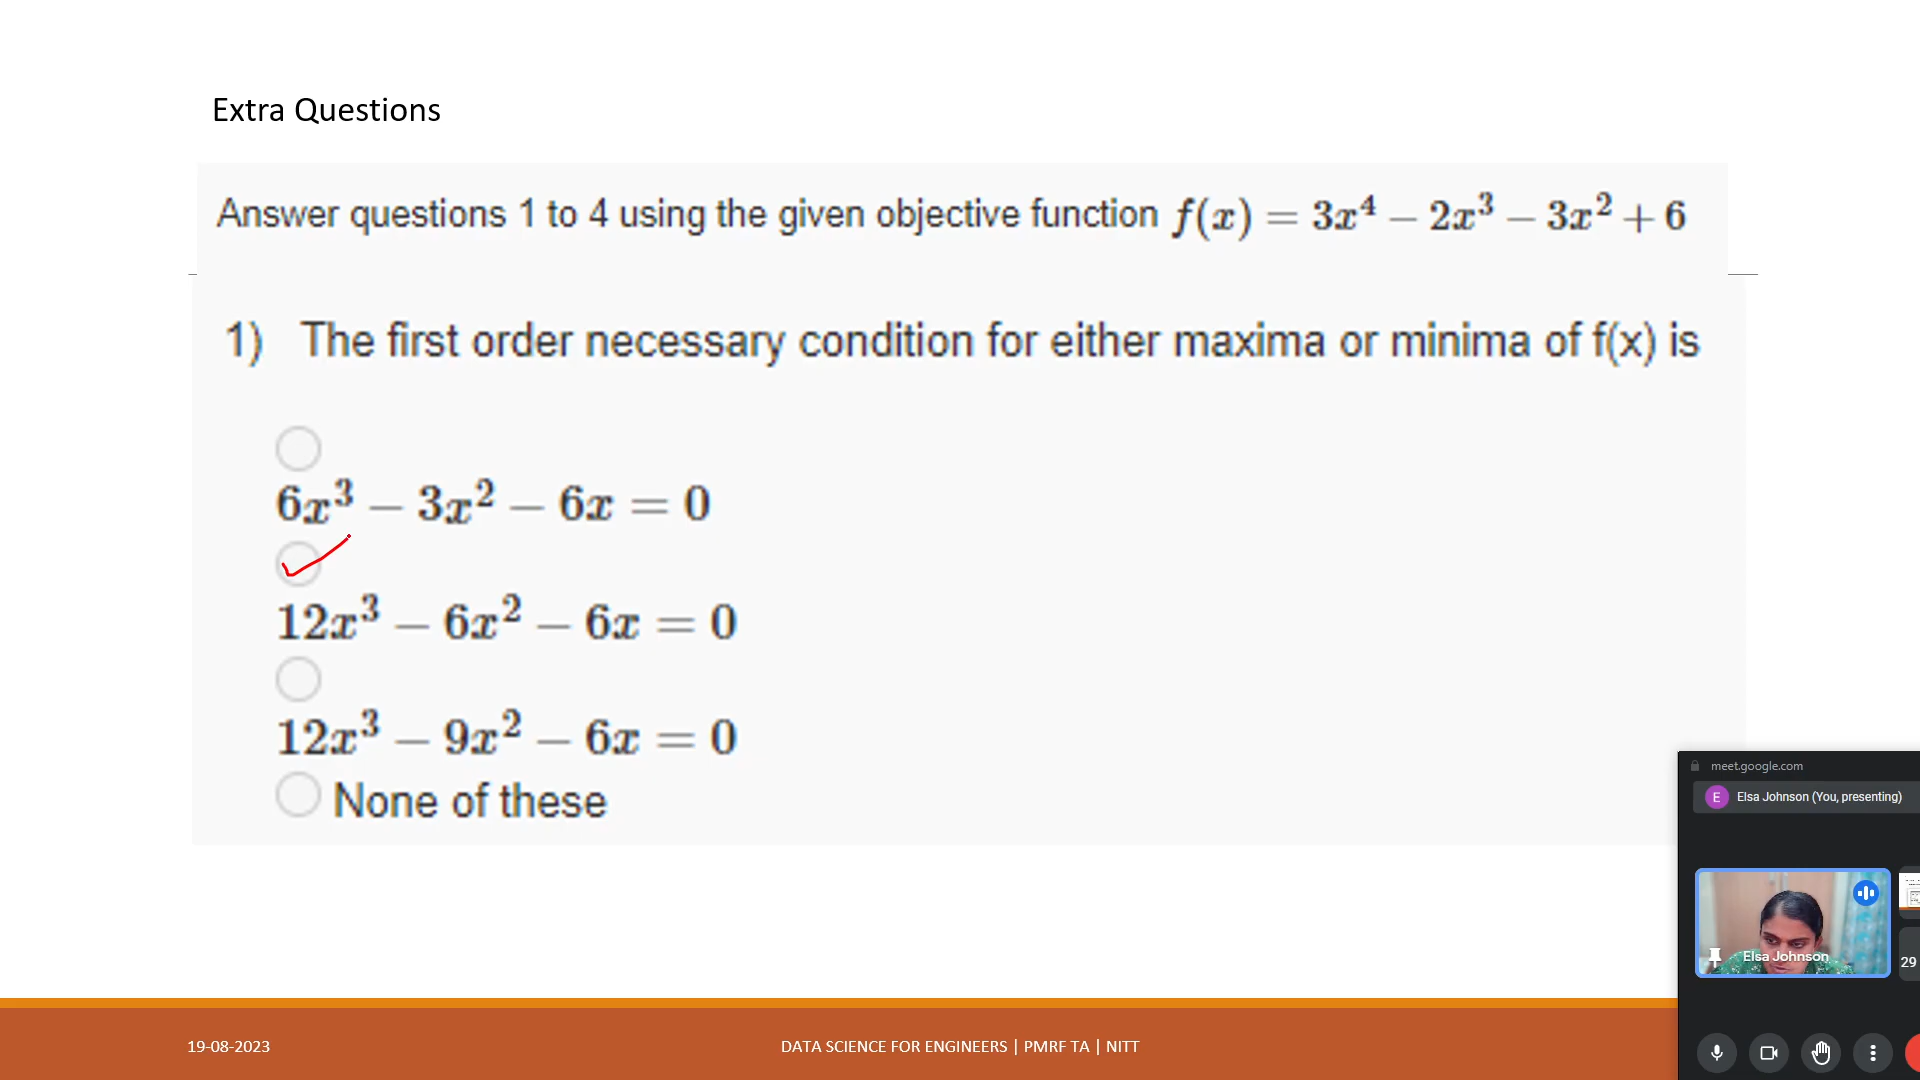 Extra Questions
Answer questions 1 to 4 using the given objective function f(x) = 3x⁴ − 2x³ − 3x² + 6
1) The first order necessary condition for either maxima or minima of f(x) is
6x³ − 3x² − 6x = 0
12x³ − 6x² − 6x = 0
12x³ − 9x² − 6x = 0
None of these
meet.google.com
E Elsa Johnson (You, presenting)
Elsa Johnson
29
19-08-2023
DATA SCIENCE FOR ENGINEERS | PMRF TA | NITT